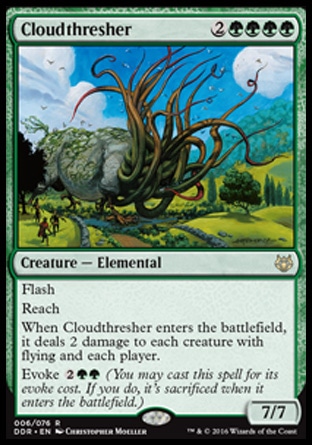 Cloudthresher 2
Creature — Elemental
Flash
Reach
When Cloudthresher enters the battlefield,
it deals 2 damage to each creature with
flying and each player.
Evoke 2 (You may cast this spell for its
evoke cost. If you do, it's sacrificed when it
enters the battlefield.)
7/7
006/076 R
DDR • EN Christopher Moeller
™ & © 2016 Wizards of the Coast